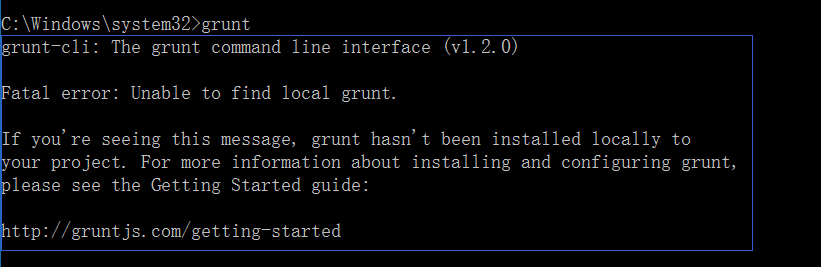 C:\Windows\system32>grunt
grunt-cli: The grunt command line interface (v1.2.0)
Fatal error: Unable to find local grunt.
If you're seeing this message, grunt hasn't been installed locally to
your project. For more information about installing and configuring grunt,
please see the Getting Started guide:
http://gruntjs.com/getting-started